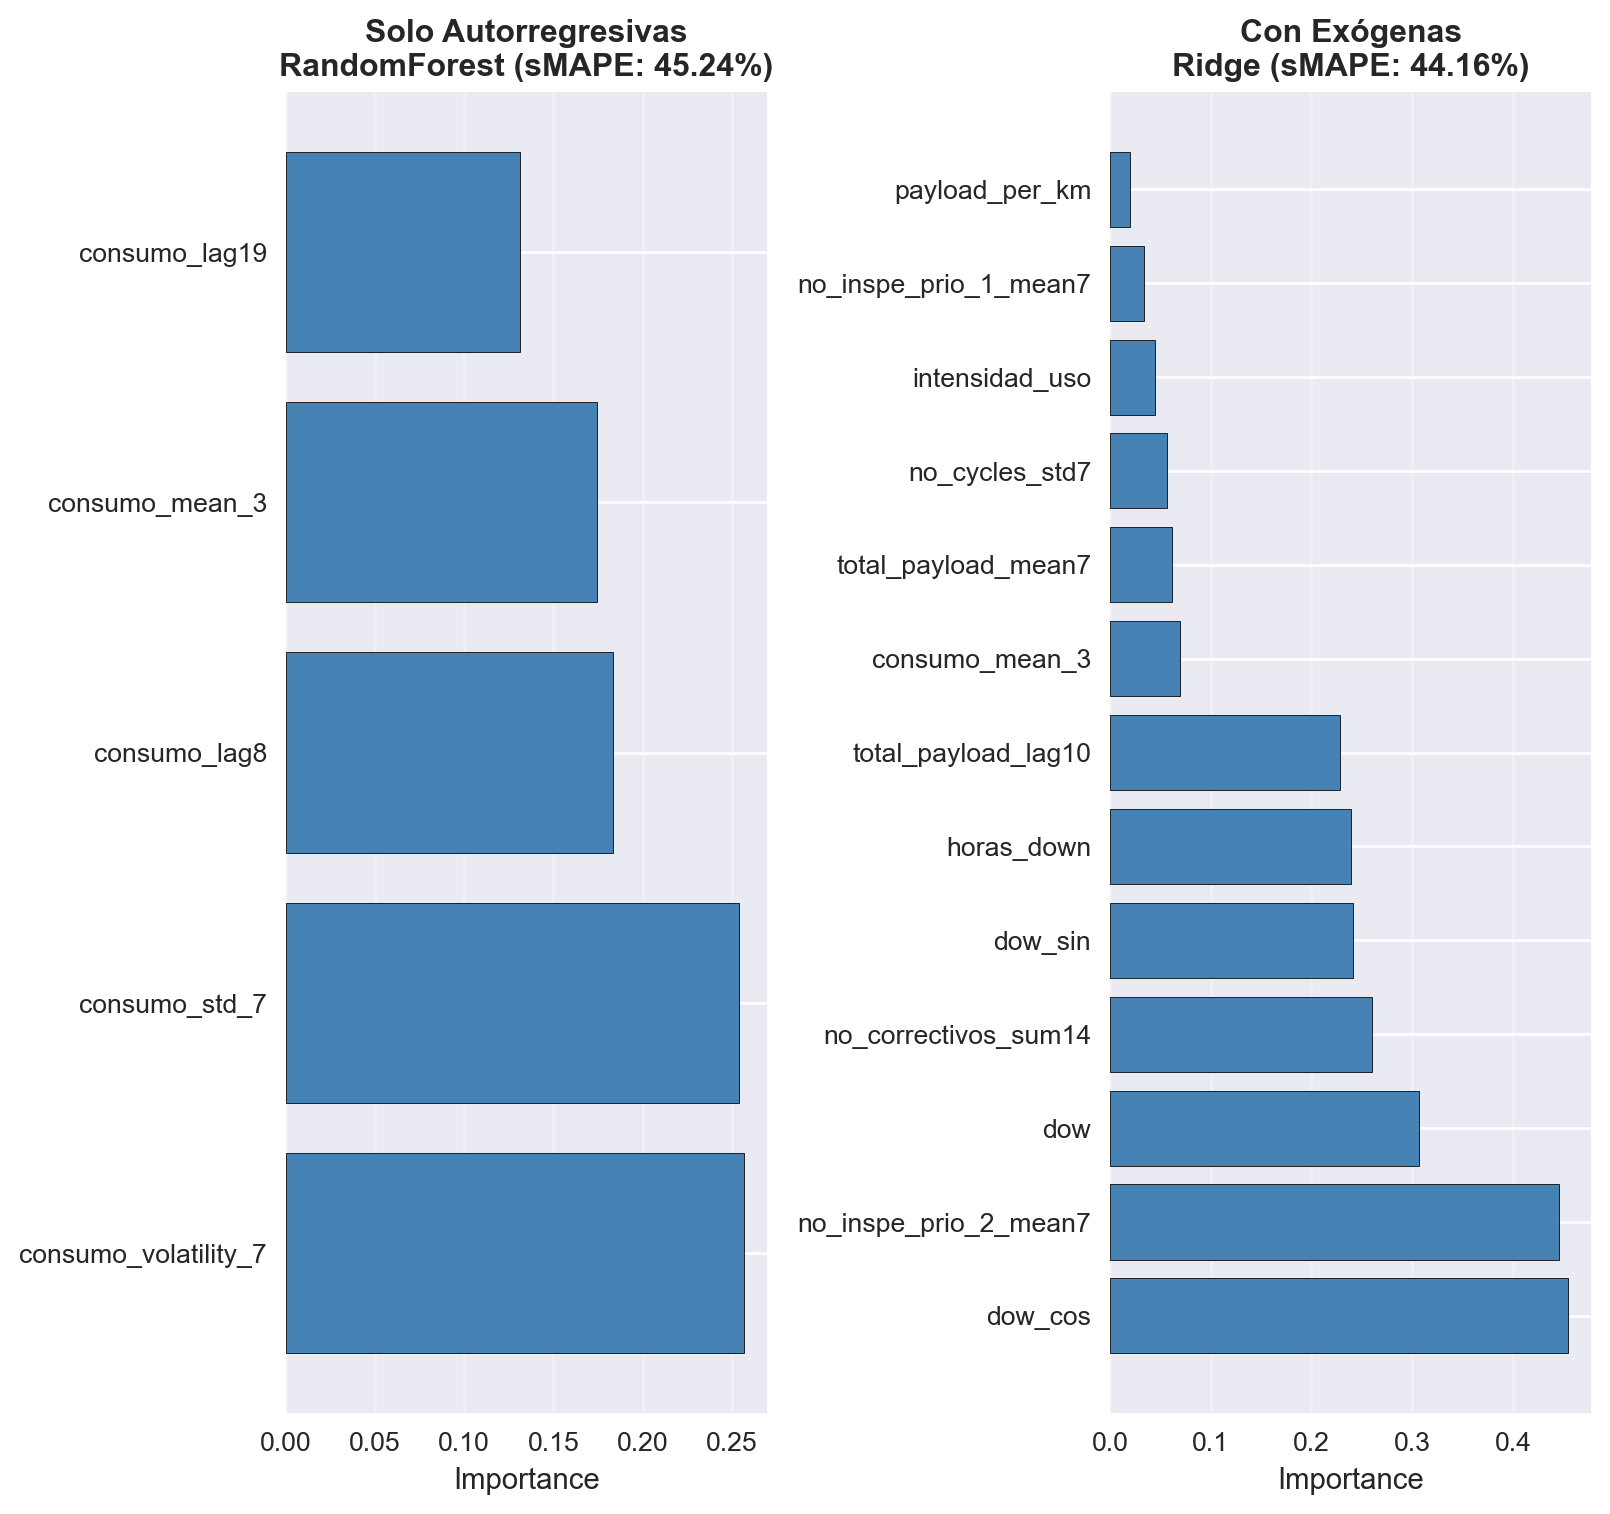 Solo Autorregresivas
RandomForest (sMAPE: 45.24%)
consumo_lag19
consumo_mean_3
consumo_lag8
consumo_std_7
consumo_volatility_7
0.00 0.05 0.10 0.15 0.20 0.25
Importance
Con Exógenas
Ridge (sMAPE: 44.16%)
payload_per_km
no_inspe_prio_1_mean7
intensidad_uso
no_cycles_std7
total_payload_mean7
consumo_mean_3
total_payload_lag10
horas_down
dow_sin
no_correctivos_sum14
dow
no_inspe_prio_2_mean7
dow_cos
0.0 0.1 0.2 0.3 0.4
Importance